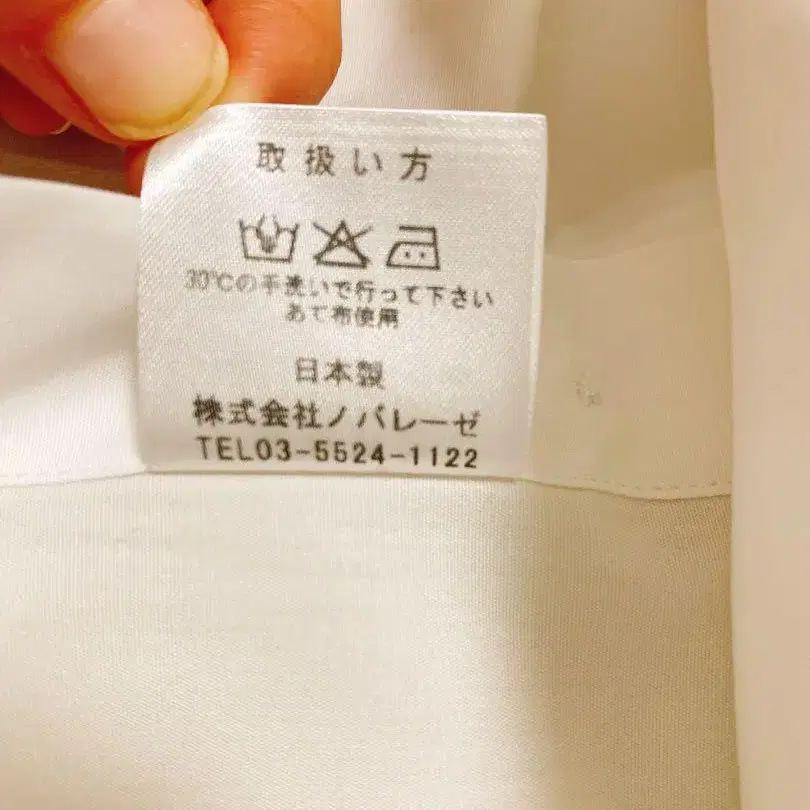 取扱い方
30℃の手洗いで行って下さい
あて布使用
日本製
株式会社ノバレーゼ
TEL03-5524-1122